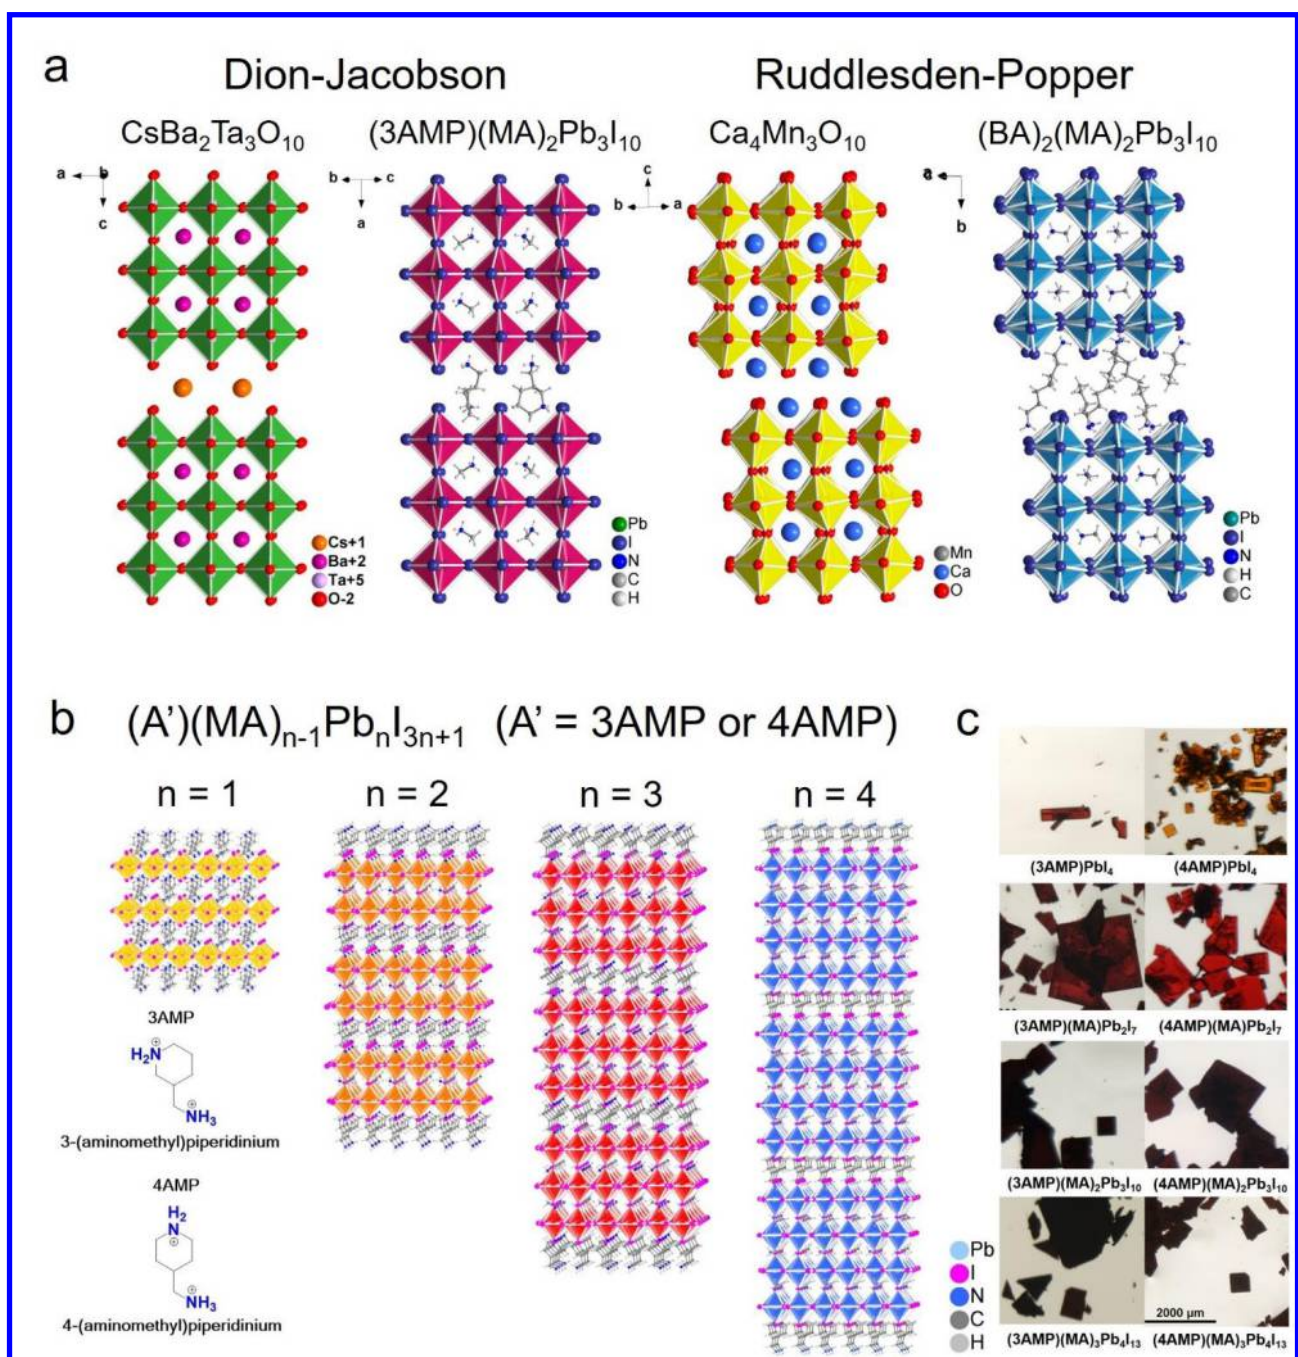 a
Dion-Jacobson
Ruddlesden-Popper
CsBa₂Ta₃O₁₀
(3AMP)(MA)₂Pb₃I₁₀
Ca₄Mn₃O₁₀
(BA)₂(MA)₂Pb₃I₁₀
a b
c
b c
a
c
b a
b
Cs+1
Ba+2
Ta+5
O-2
Pb
I
N
C
H
Mn
Ca
O
Pb
I
N
H
C
b
(A')(MA)ₙ₋₁PbₙI₃ₙ₊₁ (A' = 3AMP or 4AMP)
n = 1
n = 2
n = 3
n = 4
3AMP
H₂N
⊕
⊕
NH₃
3-(aminomethyl)piperidinium
4AMP
H₂
N
⊕
⊕
NH₃
4-(aminomethyl)piperidinium
Pb
I
N
C
H
c
(3AMP)PbI₄
(4AMP)PbI₄
(3AMP)(MA)Pb₂I₇
(4AMP)(MA)Pb₂I₇
(3AMP)(MA)₂Pb₃I₁₀
(4AMP)(MA)₂Pb₃I₁₀
2000 µm
(3AMP)(MA)₃Pb₄I₁₃
(4AMP)(MA)₃Pb₄I₁₃